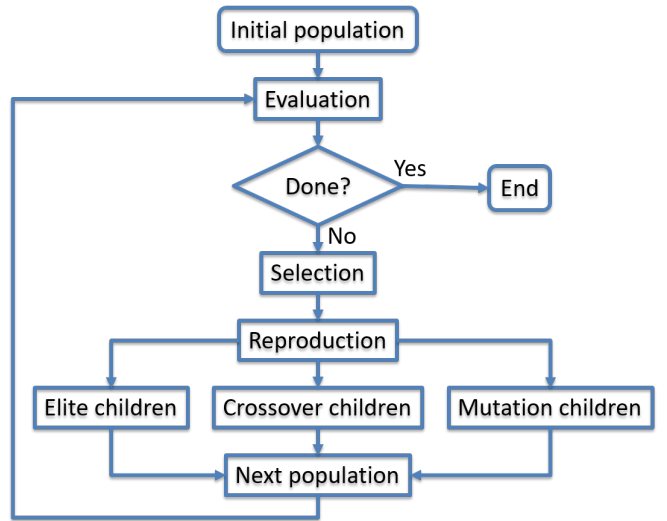 Initial population
Evaluation
Done?
Yes
End
No
Selection
Reproduction
Elite children
Crossover children
Mutation children
Next population